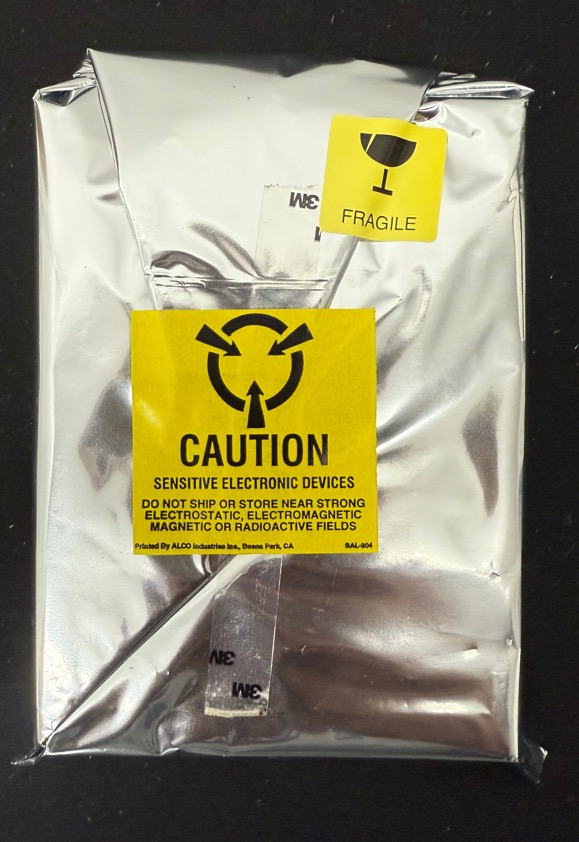 3M
FRAGILE
CAUTION
SENSITIVE ELECTRONIC DEVICES
DO NOT SHIP OR STORE NEAR STRONG
ELECTROSTATIC, ELECTROMAGNETIC
MAGNETIC OR RADIOACTIVE FIELDS
Printed By ALCO Industries Inc., Buena Park, CA BAL-204
3M
3M